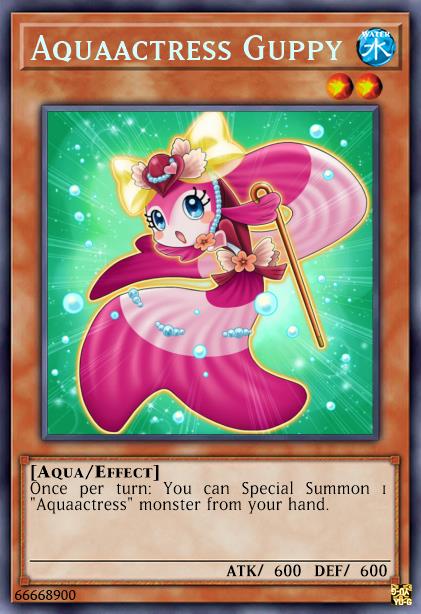 Aquaactress Guppy
WATER
水
[Aqua/Effect]
Once per turn: You can Special Summon 1
"Aquaactress" monster from your hand.
ATK/ 600 DEF/ 600
66668900